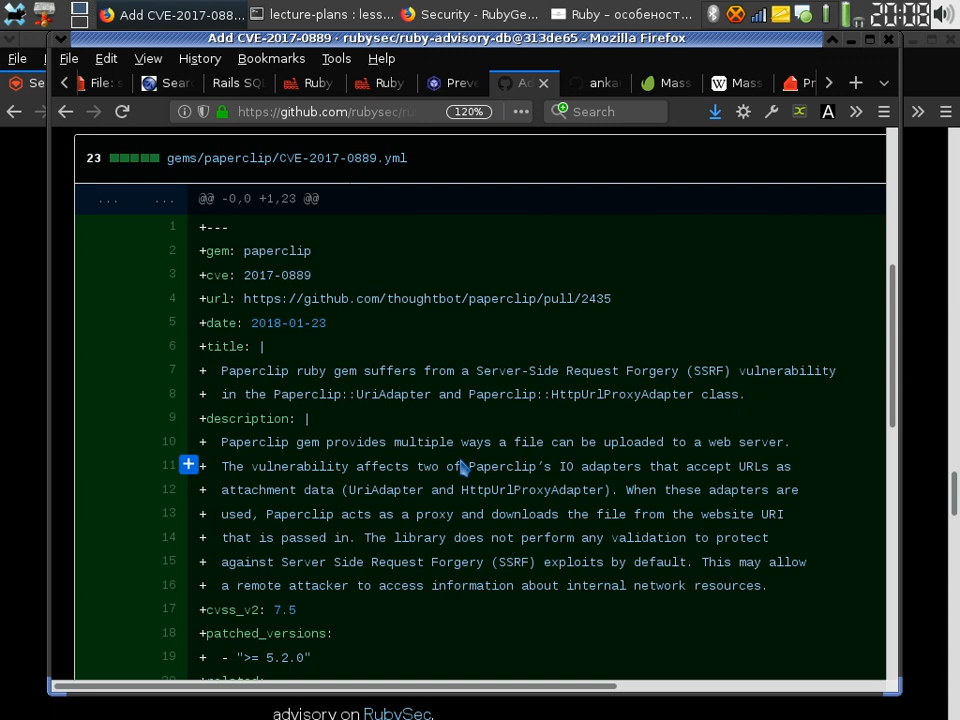 Add CVE-2017-088...
lecture-plans : less...
Security - RubyGe...
Ruby – особеност...
20:08
Add CVE-2017-0889 · rubysec/ruby-advisory-db@313de65 - Mozilla Firefox
File
File Edit View History Bookmarks Tools Help
Se
File: s
Sear
Rails SQL
Ruby
Ruby
Prev
Ad
anka
Mass
W Mass
Pr
https://github.com/rubysec/ru
120%
Search
A
23 gems/paperclip/CVE-2017-0889.yml
... ... @@ -0,0 +1,23 @@
1 +---
2 +gem: paperclip
3 +cve: 2017-0889
4 +url: https://github.com/thoughtbot/paperclip/pull/2435
5 +date: 2018-01-23
6 +title: |
7 + Paperclip ruby gem suffers from a Server-Side Request Forgery (SSRF) vulnerability
8 + in the Paperclip::UriAdapter and Paperclip::HttpUrlProxyAdapter class.
9 +description: |
10 + Paperclip gem provides multiple ways a file can be uploaded to a web server.
11 + The vulnerability affects two of Paperclip’s IO adapters that accept URLs as
12 + attachment data (UriAdapter and HttpUrlProxyAdapter). When these adapters are
13 + used, Paperclip acts as a proxy and downloads the file from the website URI
14 + that is passed in. The library does not perform any validation to protect
15 + against Server Side Request Forgery (SSRF) exploits by default. This may allow
16 + a remote attacker to access information about internal network resources.
17 +cvss_v2: 7.5
18 +patched_versions:
19 + - ">= 5.2.0"
advisory on RubySec.